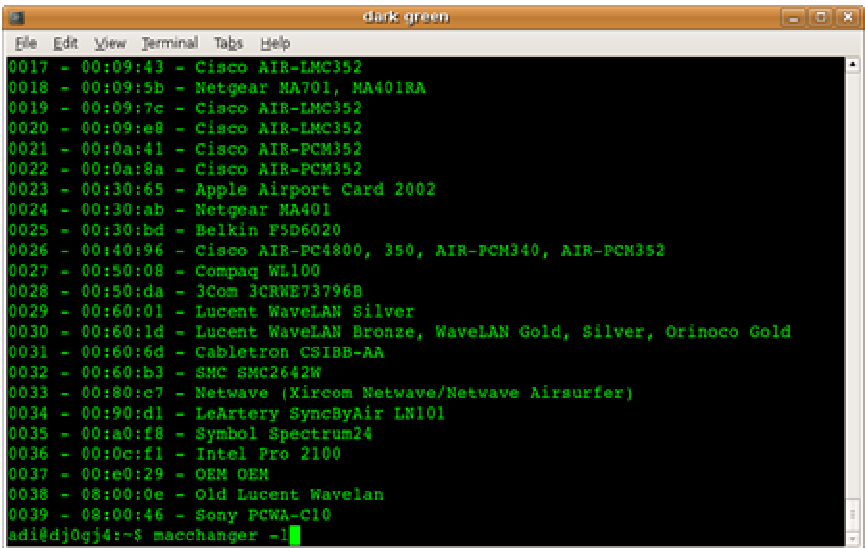 dark green
File Edit View Terminal Tabs Help
0017 - 00:09:43 - Cisco AIR-LMC352
0018 - 00:09:5b - Netgear MA701, MA401RA
0019 - 00:09:7c - Cisco AIR-LMC352
0020 - 00:09:e8 - Cisco AIR-LMC352
0021 - 00:0a:41 - Cisco AIR-PCM352
0022 - 00:0a:8a - Cisco AIR-PCM352
0023 - 00:30:65 - Apple Airport Card 2002
0024 - 00:30:ab - Netgear MA401
0025 - 00:30:bd - Belkin F5D6020
0026 - 00:40:96 - Cisco AIR-PC4800, 350, AIR-PCM340, AIR-PCM352
0027 - 00:50:08 - Compaq WL100
0028 - 00:50:da - 3Com 3CRWE73796B
0029 - 00:60:01 - Lucent WaveLAN Silver
0030 - 00:60:1d - Lucent WaveLAN Bronze, WaveLAN Gold, Silver, Orinoco Gold
0031 - 00:60:6d - Cabletron CSIBB-AA
0032 - 00:60:b3 - SMC SMC2642W
0033 - 00:80:c7 - Netwave (Xircom Netwave/Netwave Airsurfer)
0034 - 00:90:d1 - LeArtery SyncByAir LN101
0035 - 00:a0:f8 - Symbol Spectrum24
0036 - 00:0c:f1 - Intel Pro 2100
0037 - 00:e0:29 - OEM OEM
0038 - 08:00:0e - Old Lucent Wavelan
0039 - 08:00:46 - Sony PCWA-C10
adi@dj0gj4:~$ macchanger -l